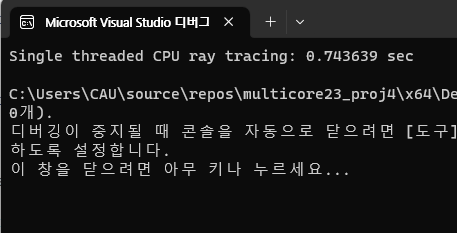 Microsoft Visual Studio 디버그
Single threaded CPU ray tracing: 0.743639 sec
C:\Users\CAU\source\repos\multicore23_proj4\x64\De
0개).
디버깅이 중지될 때 콘솔을 자동으로 닫으려면 [도구]
하도록 설정합니다.
이 창을 닫으려면 아무 키나 누르세요...